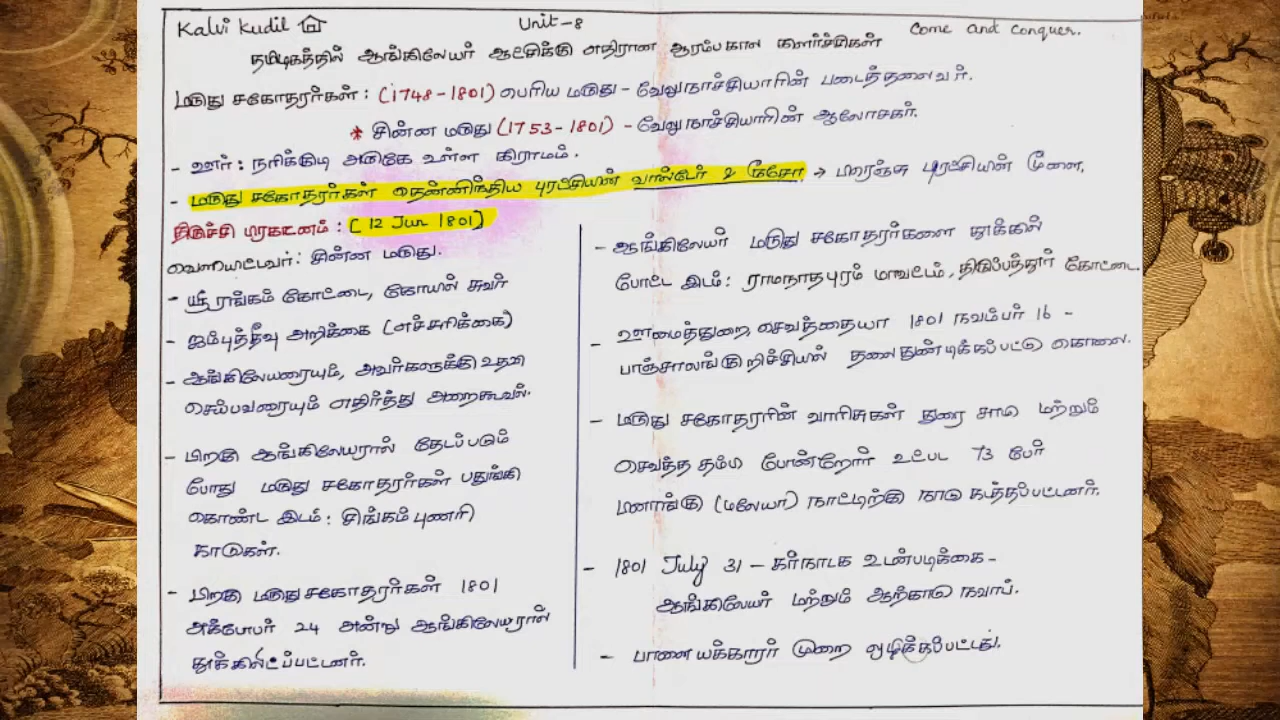 Kalvi Kudil Unit-8 Come and conquer.
தமிழகத்தில் ஆங்கிலேயர் ஆட்சிக்கு எதிரான ஆரம்பகால கிளர்ச்சிகள்
மருது சகோதரர்கள் : (1748 - 1801) பெரிய மருது - வேலுநாச்சியாரின் படைத்தலைவர்.
* சின்ன மருது (1753 - 1801) - வேலுநாச்சியாரின் ஆலோசகர்.
- ஊர் : நரிக்குடி அருகே உள்ள கிராமம்.
- மருது சகோதரர்கள் தென்னிந்திய புரட்சியின் வால்டேர் & ரூசோ → பிரெஞ்சு புரட்சியின் மூளை.
திருச்சி பிரகடனம் : (12 Jun 1801)
வெளியிட்டவர் : சின்ன மருது.
- ஸ்ரீரங்கம் கோட்டை, கோயில் சுவர்
- ஜம்புத்தீவு அறிக்கை (எச்சரிக்கை)
- ஆங்கிலேயரையும், அவர்களுக்கு உதவி
செய்பவரையும் எதிர்த்து அறைகூவல்.
- பிறகு ஆங்கிலேயரால் தேடப்படும்
போது மருது சகோதரர்கள் பதுங்கி
கொண்ட இடம் : சிங்கம்புணரி
காடுகள்.
- பிறகு மருது சகோதரர்கள் 1801
அக்டோபர் 24 அன்று ஆங்கிலேயரால்
தூக்கிலிடப்பட்டனர்.
- ஆங்கிலேயர் மருது சகோதரர்களை தூக்கில்
போட்ட இடம் : ராமநாதபுரம் மாவட்டம், திருப்பத்தூர் கோட்டை.
- ஊமைத்துரை, செவத்தையா 1801 நவம்பர் 16 -
பாஞ்சாலங்குறிச்சியில் தலை துண்டிக்கப்பட்டு கொலை.
- மருது சகோதரரின் வாரிசுகள் துரை சாமி மற்றும்
செவத்த தம்பி போன்றோர் உட்பட 73 பேர்
பினாங்கு (மலேயா) நாட்டிற்கு நாடு கடத்தப்பட்டனர்.
- 1801 July 31 - கர்நாடக உடன்படிக்கை -
ஆங்கிலேயர் மற்றும் ஆற்காடு நவாப்.
- பாளையக்காரர் முறை ஒழிக்கப்பட்டது.